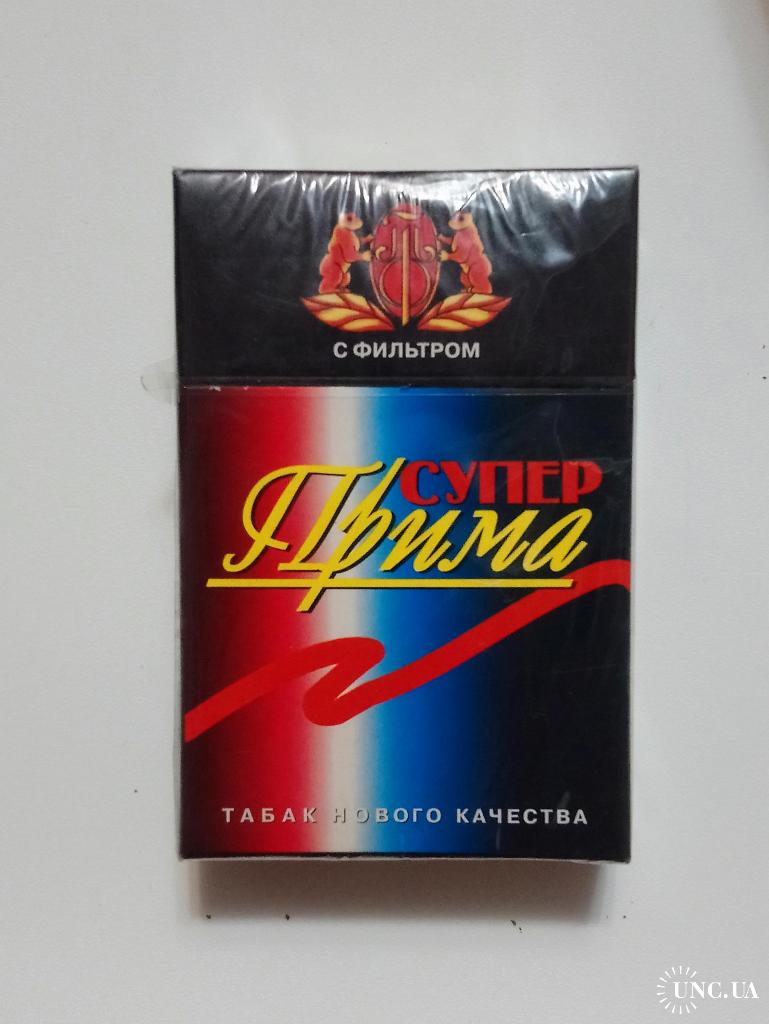 С ФИЛЬТРОМ
СУПЕР
Прима
ТАБАК НОВОГО КАЧЕСТВА
UNC.UA